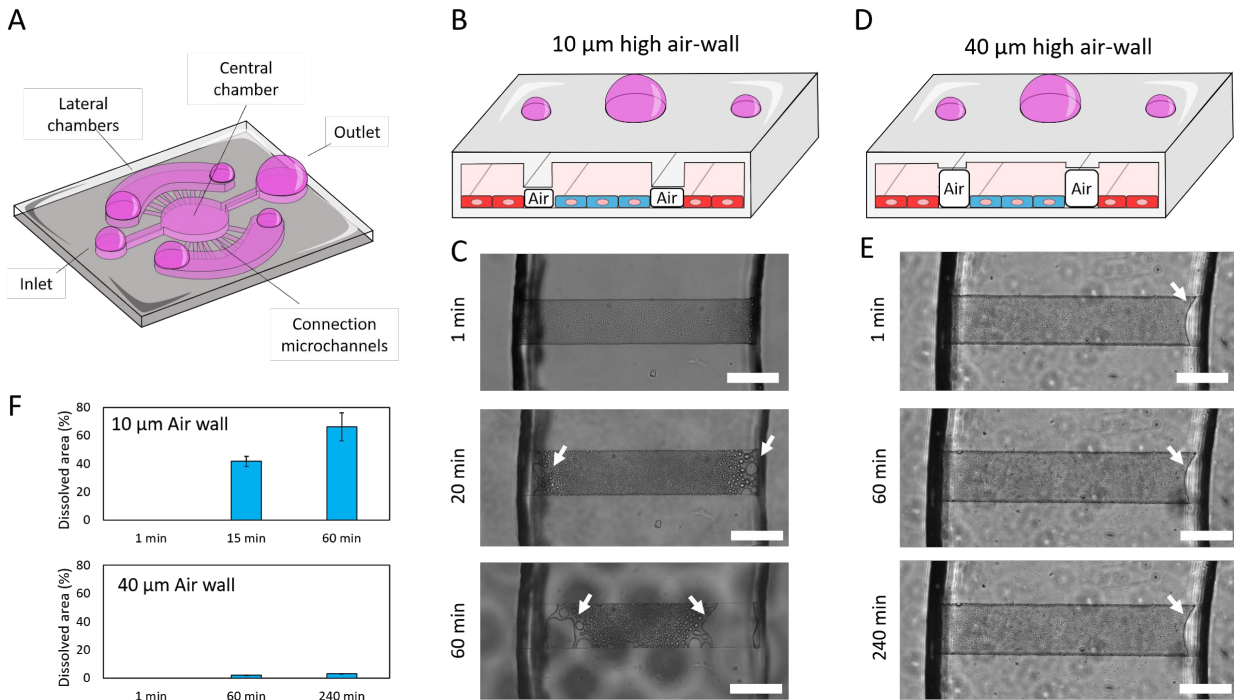 A
Central
chamber
Lateral
chambers
Outlet
Inlet
Connection
microchannels
B
10 µm high air-wall
Air
Air
C
1 min
20 min
60 min
D
40 µm high air-wall
Air
Air
E
1 min
60 min
240 min
F
Dissolved area (%)
80
60
40
20
0
10 µm Air wall
1 min
15 min
60 min
Dissolved area (%)
80
60
40
20
0
40 µm Air wall
1 min
60 min
240 min